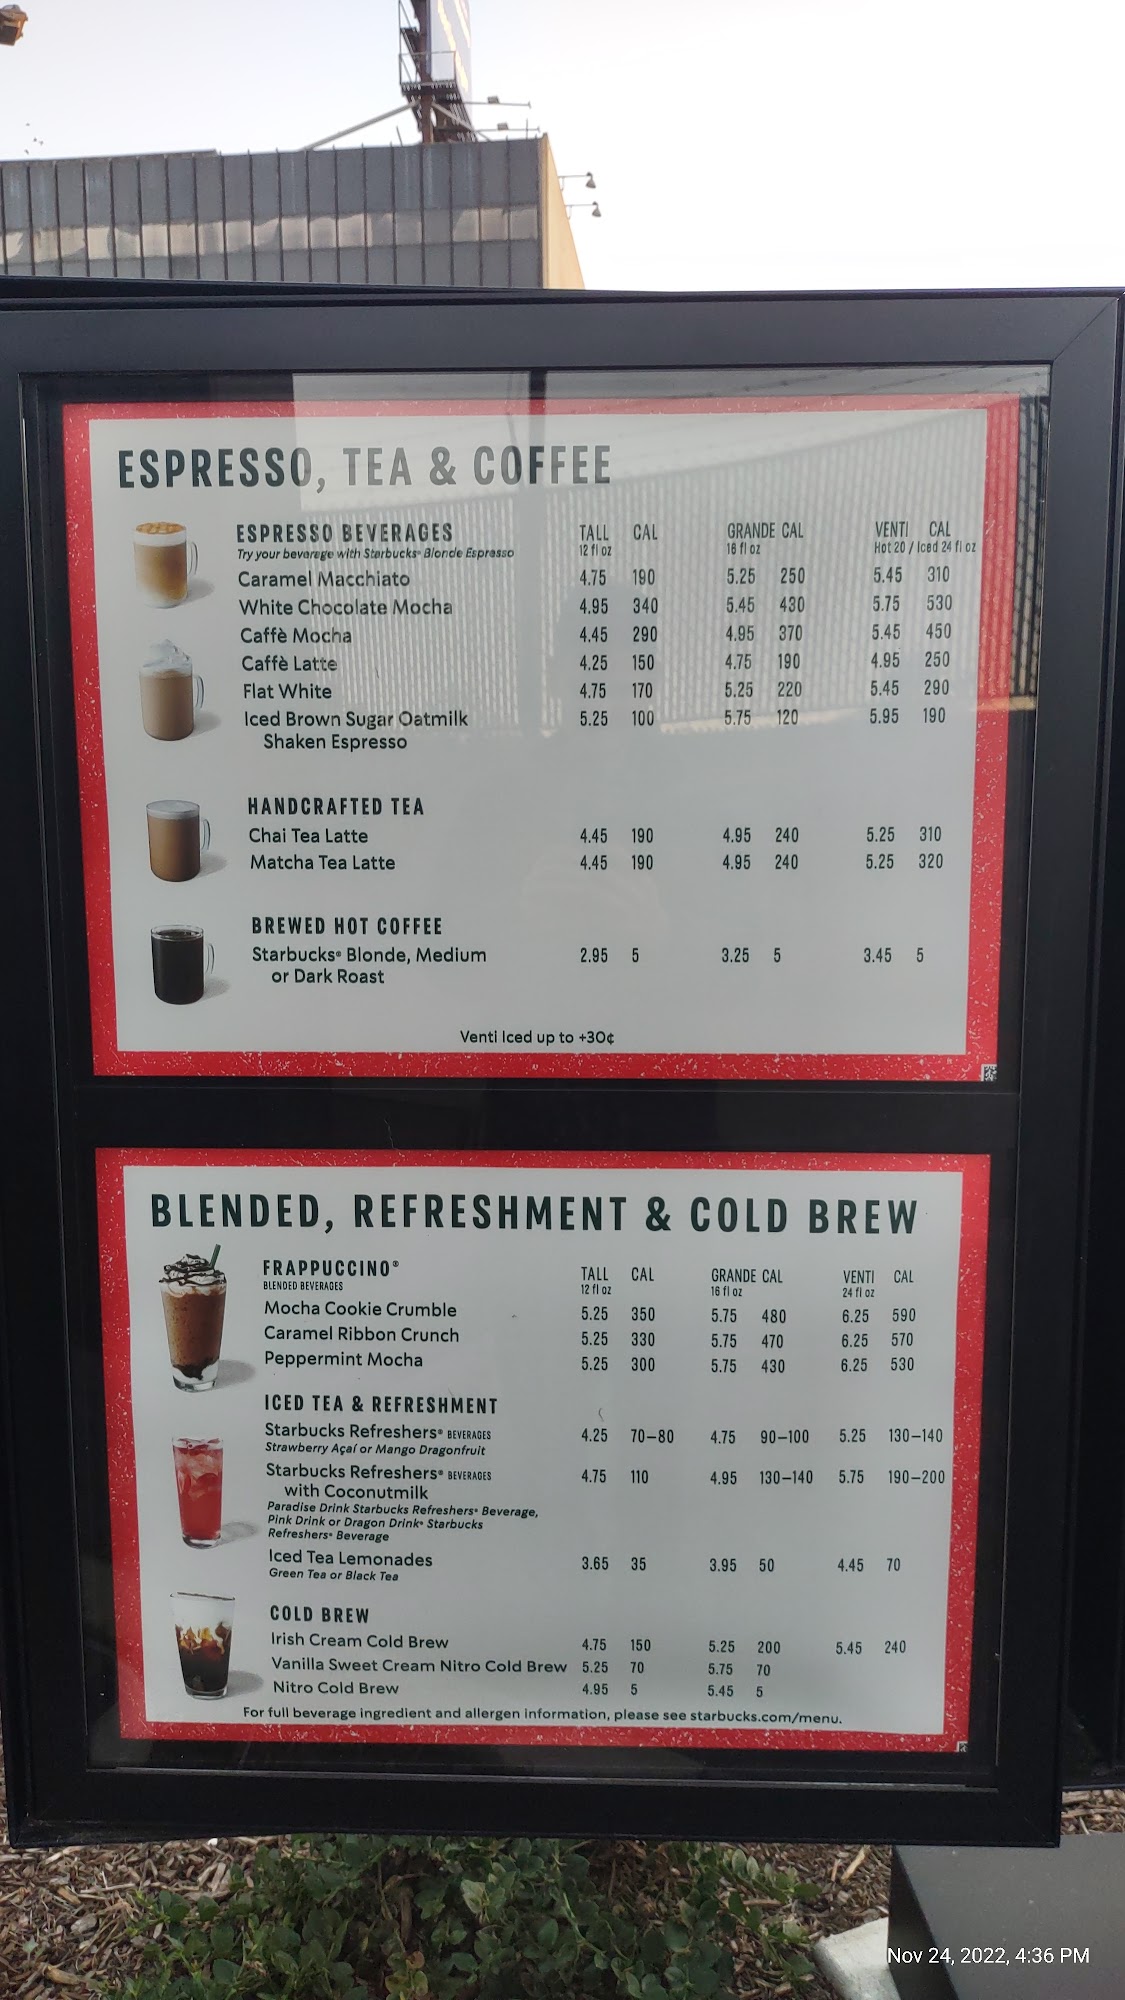 ESPRESSO, TEA & COFFEE
ESPRESSO BEVERAGES TALL CAL GRANDE CAL VENTI CAL
Try your beverage with Starbucks® Blonde Espresso 12 fl oz 16 fl oz Hot 20 / Iced 24 fl oz
Caramel Macchiato 4.75 190 5.25 250 5.45 310
White Chocolate Mocha 4.95 340 5.45 430 5.75 530
Caffè Mocha 4.45 290 4.95 370 5.45 450
Caffè Latte 4.25 150 4.75 190 4.95 250
Flat White 4.75 170 5.25 220 5.45 290
Iced Brown Sugar Oatmilk 5.25 100 5.75 120 5.95 190
Shaken Espresso
HANDCRAFTED TEA
Chai Tea Latte 4.45 190 4.95 240 5.25 310
Matcha Tea Latte 4.45 190 4.95 240 5.25 320
BREWED HOT COFFEE
Starbucks® Blonde, Medium 2.95 5 3.25 5 3.45 5
or Dark Roast
Venti Iced up to +30¢
BLENDED, REFRESHMENT & COLD BREW
FRAPPUCCINO® TALL CAL GRANDE CAL VENTI CAL
BLENDED BEVERAGES 12 fl oz 16 fl oz 24 fl oz
Mocha Cookie Crumble 5.25 350 5.75 480 6.25 590
Caramel Ribbon Crunch 5.25 330 5.75 470 6.25 570
Peppermint Mocha 5.25 300 5.75 430 6.25 530
ICED TEA & REFRESHMENT
Starbucks Refreshers® BEVERAGES 4.25 70–80 4.75 90–100 5.25 130–140
Strawberry Açaí or Mango Dragonfruit
Starbucks Refreshers® BEVERAGES 4.75 110 4.95 130–140 5.75 190–200
with Coconutmilk
Paradise Drink Starbucks Refreshers® Beverage,
Pink Drink or Dragon Drink® Starbucks
Refreshers® Beverage
Iced Tea Lemonades 3.65 35 3.95 50 4.45 70
Green Tea or Black Tea
COLD BREW
Irish Cream Cold Brew 4.75 150 5.25 200 5.45 240
Vanilla Sweet Cream Nitro Cold Brew 5.25 70 5.75 70
Nitro Cold Brew 4.95 5 5.45 5
For full beverage ingredient and allergen information, please see starbucks.com/menu.
Nov 24, 2022, 4:36 PM